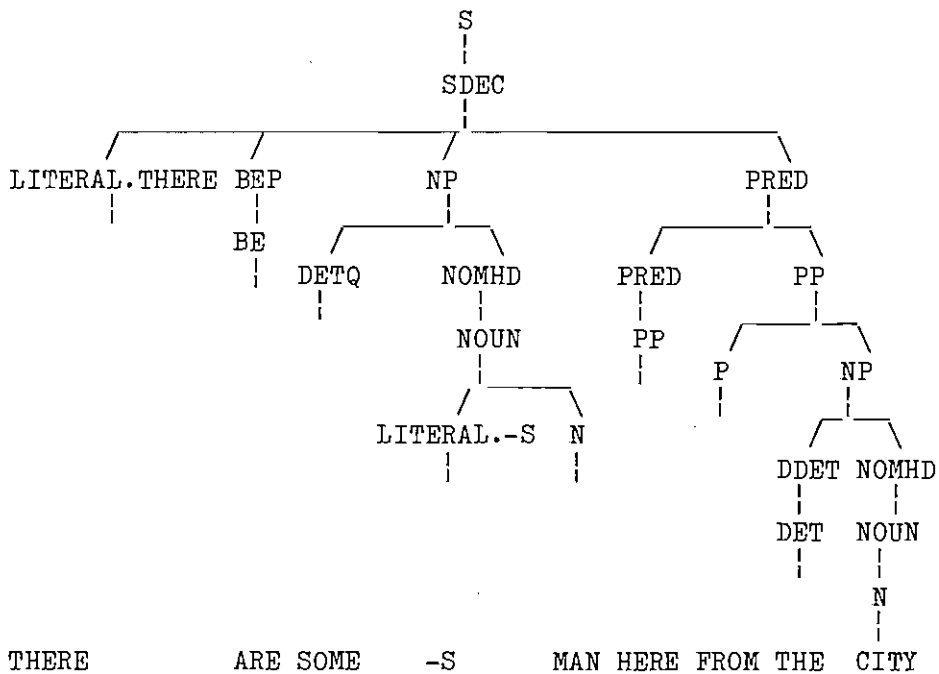 S
SDEC
LITERAL.THERE BEP NP PRED
BE
DETQ NOMHD PRED PP
NOUN PP
P NP
LITERAL.-S N
DDET NOMHD
DET NOUN
N
THERE ARE SOME -S MAN HERE FROM THE CITY